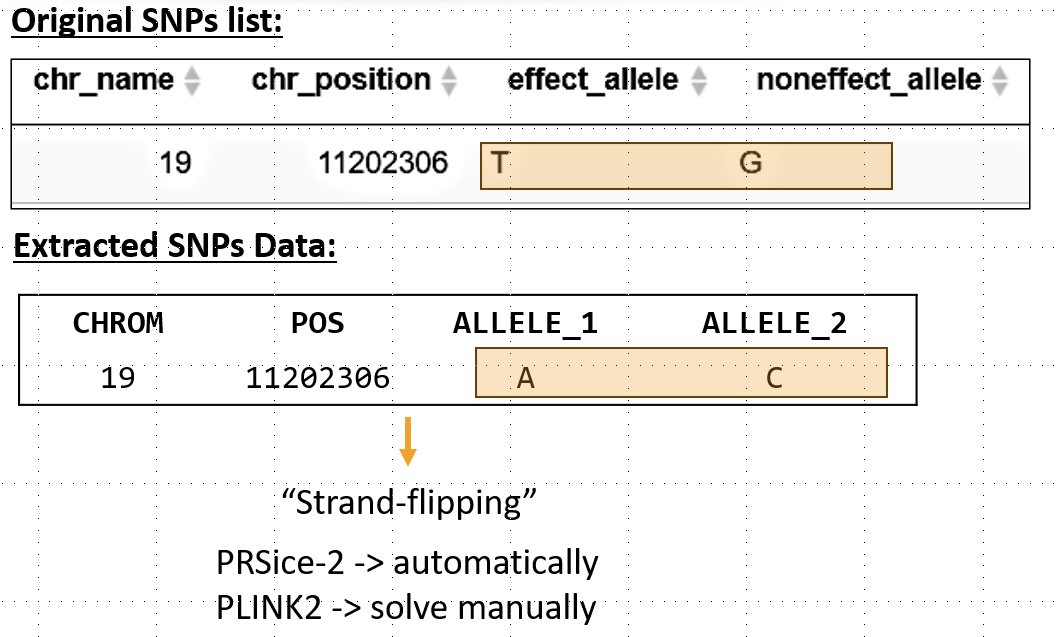 Original SNPs list:
chr_name chr_position effect_allele noneffect_allele
19 11202306 T G
Extracted SNPs Data:
CHROM POS ALLELE_1 ALLELE_2
19 11202306 A C
“Strand-flipping”
PRSice-2 -> automatically
PLINK2 -> solve manually